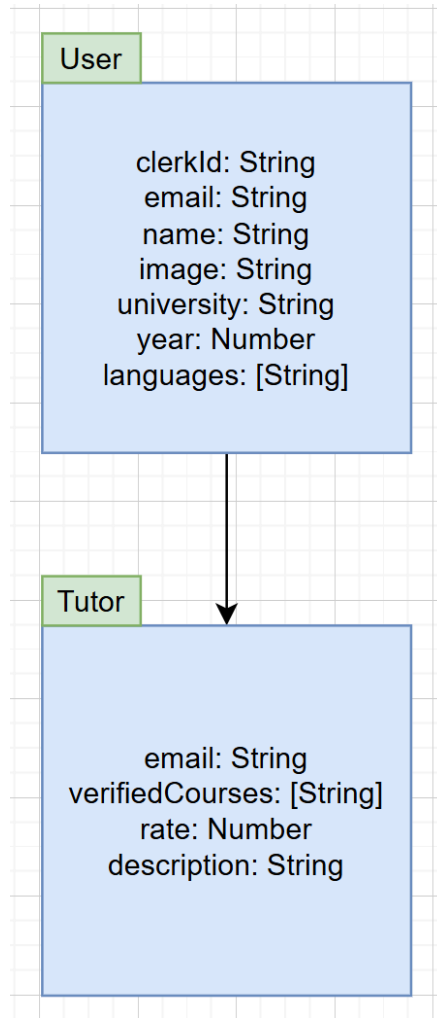 User
clerkId: String
email: String
name: String
image: String
university: String
year: Number
languages: [String]
Tutor
email: String
verifiedCourses: [String]
rate: Number
description: String